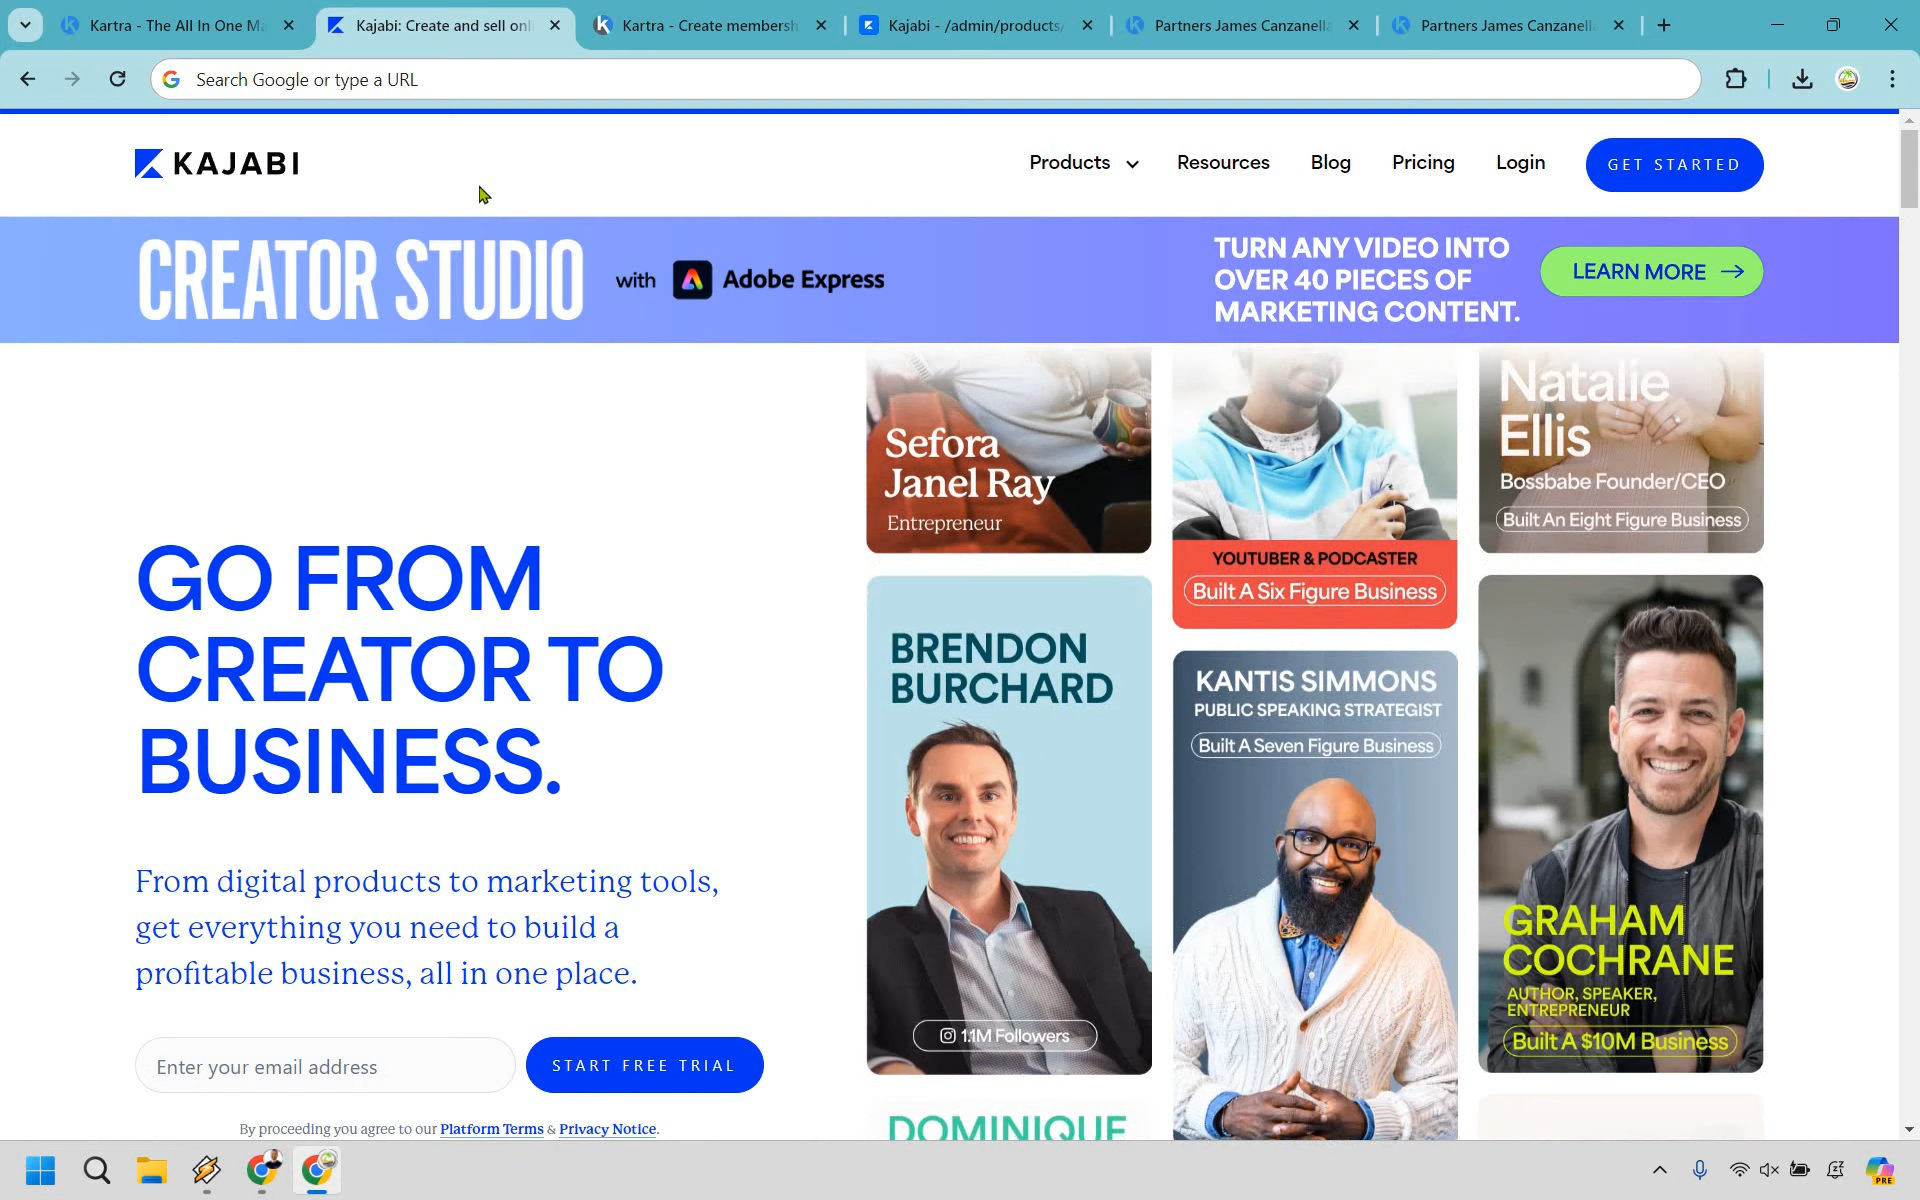 Kartra - The All In One Ma
Kajabi: Create and sell onl
Kartra - Create membersh
Kajabi - /admin/products/
Partners James Canzanella
Partners James Canzanella
Search Google or type a URL
KAJABI
Products
Resources
Blog
Pricing
Login
GET STARTED
CREATOR STUDIO
with
Adobe Express
TURN ANY VIDEO INTO
OVER 40 PIECES OF
MARKETING CONTENT.
LEARN MORE
GO FROM
CREATOR TO
BUSINESS.
From digital products to marketing tools,
get everything you need to build a
profitable business, all in one place.
Enter your email address
START FREE TRIAL
By proceeding you agree to our Platform Terms & Privacy Notice.
Sefora
Janel Ray
Entrepreneur
BRENDON
BURCHARD
1.1M Followers
DOMINIQUE
YOUTUBER & PODCASTER
Built A Six Figure Business
KANTIS SIMMONS
PUBLIC SPEAKING STRATEGIST
Built A Seven Figure Business
Natalie
Ellis
Bossbabe Founder/CEO
Built An Eight Figure Business
GRAHAM
COCHRANE
AUTHOR, SPEAKER,
ENTREPRENEUR
Built A $10M Business
PRE